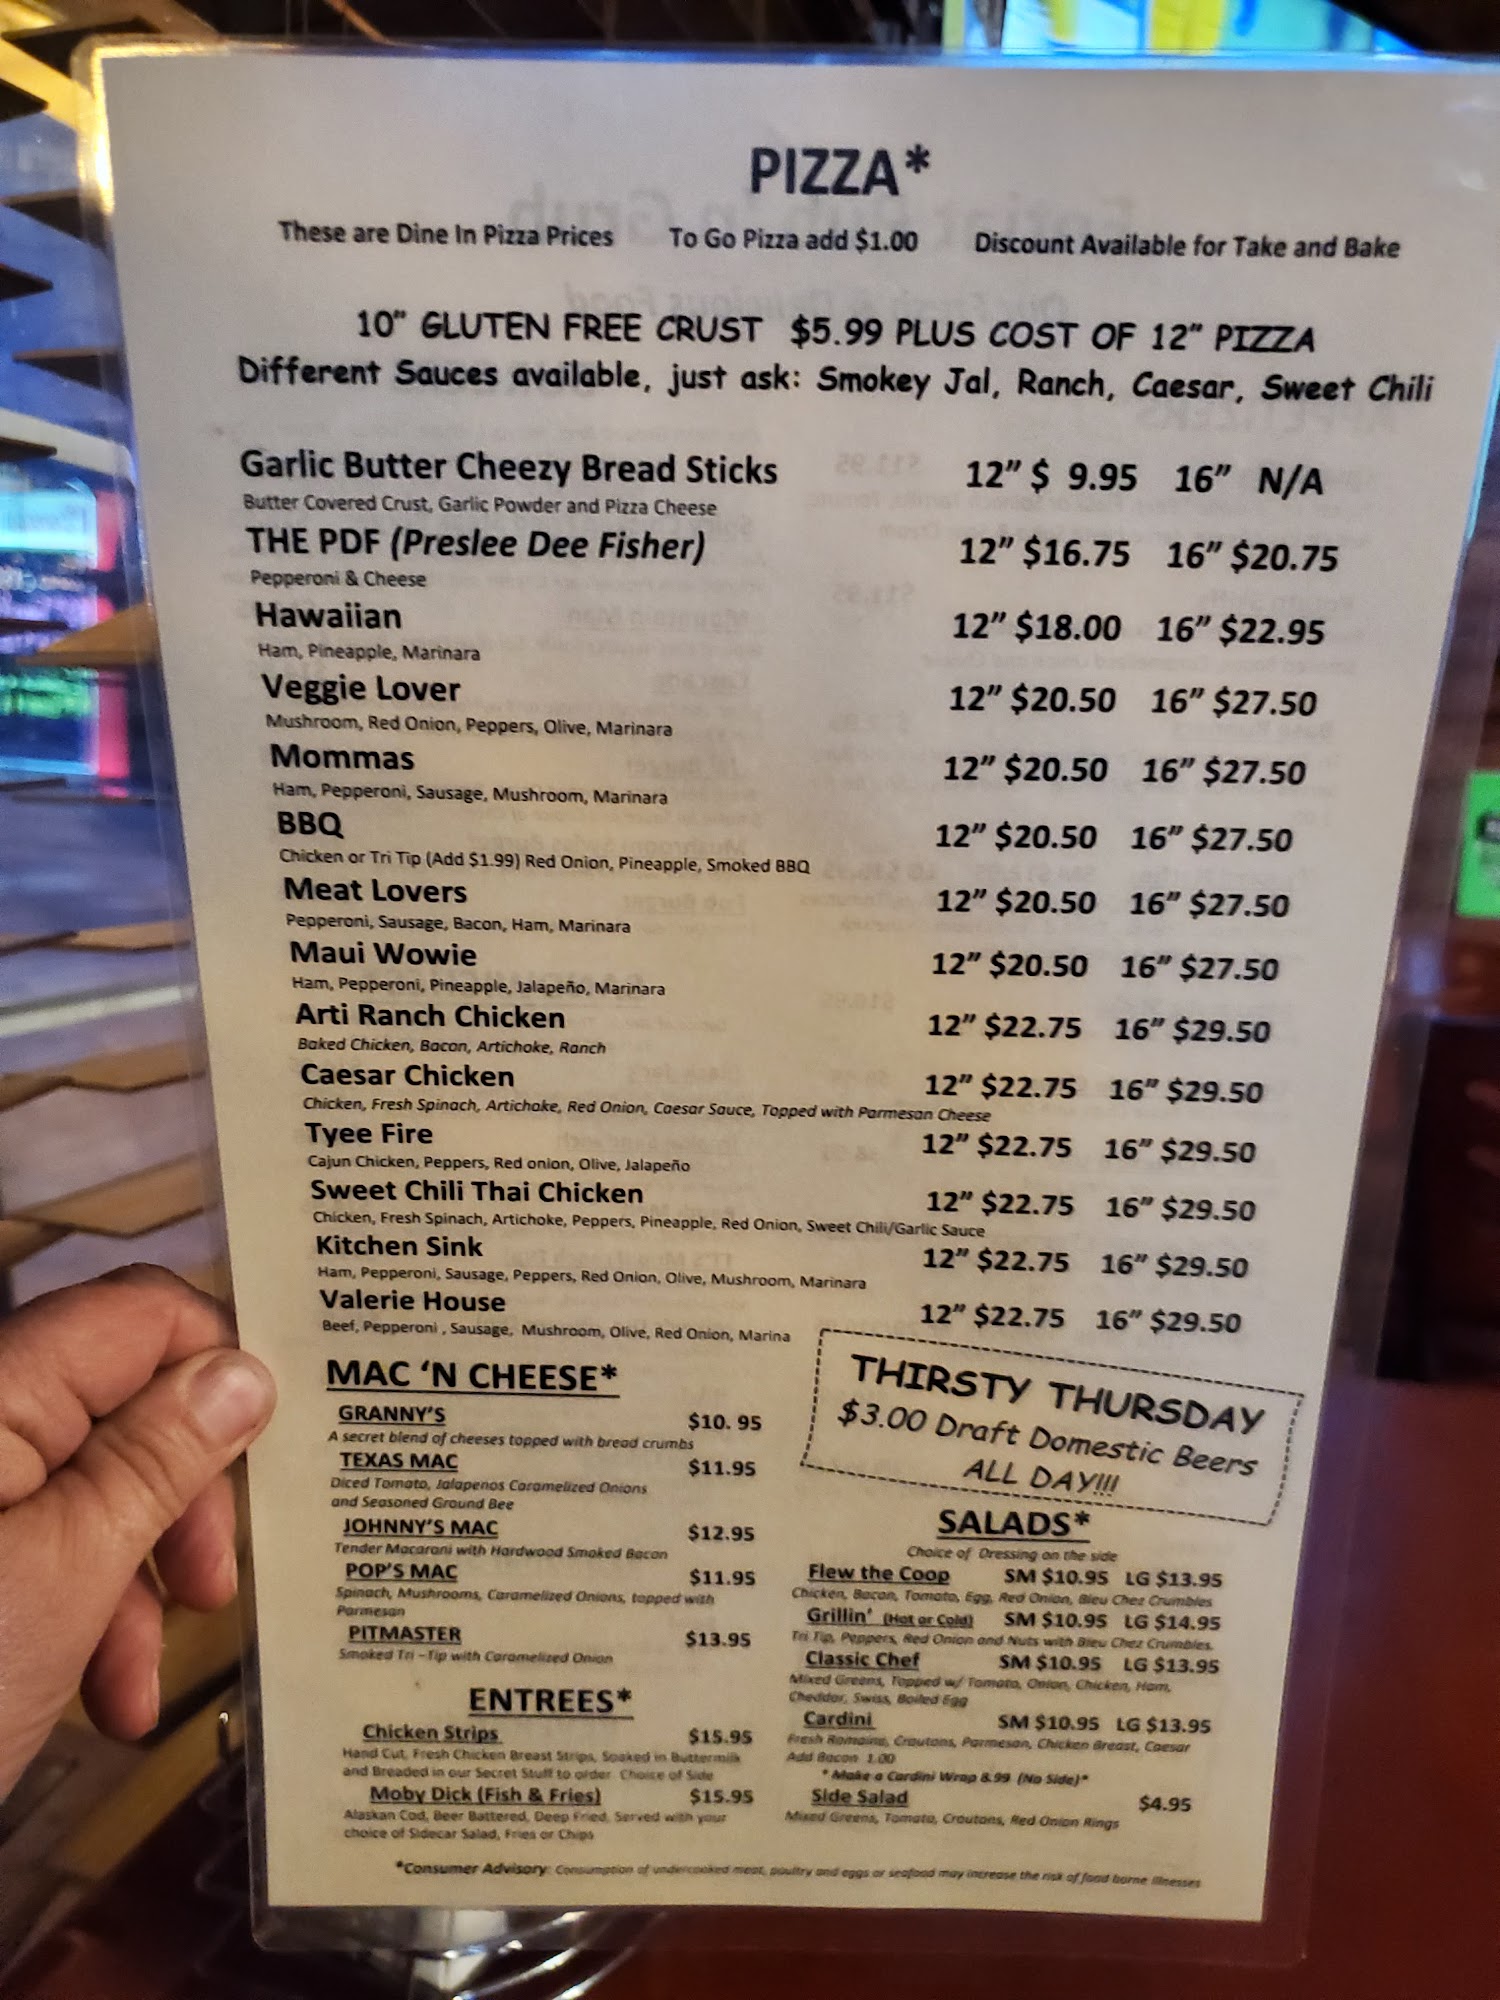 PIZZA*
These are Dine In Pizza Prices To Go Pizza add $1.00 Discount Available for Take and Bake
10" GLUTEN FREE CRUST $5.99 PLUS COST OF 12" PIZZA
Different Sauces available, just ask: Smokey Jal, Ranch, Caesar, Sweet Chili
Garlic Butter Cheezy Bread Sticks 12" $ 9.95 16" N/A
Butter Covered Crust, Garlic Powder and Pizza Cheese
THE PDF (Preslee Dee Fisher) 12" $16.75 16" $20.75
Pepperoni & Cheese
Hawaiian 12" $18.00 16" $22.95
Ham, Pineapple, Marinara
Veggie Lover 12" $20.50 16" $27.50
Mushroom, Red Onion, Peppers, Olive, Marinara
Mommas 12" $20.50 16" $27.50
Ham, Pepperoni, Sausage, Mushroom, Marinara
BBQ 12" $20.50 16" $27.50
Chicken or Tri Tip (Add $1.99) Red Onion, Pineapple, Smoked BBQ
Meat Lovers 12" $20.50 16" $27.50
Pepperoni, Sausage, Bacon, Ham, Marinara
Maui Wowie 12" $20.50 16" $27.50
Ham, Pepperoni, Pineapple, Jalapeño, Marinara
Arti Ranch Chicken 12" $22.75 16" $29.50
Baked Chicken, Bacon, Artichoke, Ranch
Caesar Chicken 12" $22.75 16" $29.50
Chicken, Fresh Spinach, Artichoke, Red Onion, Caesar Sauce, Topped with Parmesan Cheese
Tyee Fire 12" $22.75 16" $29.50
Cajun Chicken, Peppers, Red onion, Olive, Jalapeño
Sweet Chili Thai Chicken 12" $22.75 16" $29.50
Chicken, Fresh Spinach, Artichoke, Peppers, Pineapple, Red Onion, Sweet Chili/Garlic Sauce
Kitchen Sink 12" $22.75 16" $29.50
Ham, Pepperoni, Sausage, Peppers, Red Onion, Olive, Mushroom, Marinara
Valerie House 12" $22.75 16" $29.50
Beef, Pepperoni , Sausage, Mushroom, Olive, Red Onion, Marina
MAC 'N CHEESE*
GRANNY'S $10. 95
A secret blend of cheeses topped with bread crumbs
TEXAS MAC $11.95
Diced Tomato, Jalapenos Caramelized Onions
and Seasoned Ground Bee
JOHNNY'S MAC $12.95
Tender Macaroni with Hardwood Smoked Bacon
POP'S MAC $11.95
Spinach, Mushrooms, Caramelized Onions, topped with
Parmesan
PITMASTER $13.95
Smoked Tri –Tip with Caramelized Onion
ENTREES*
Chicken Strips $15.95
Hand Cut, Fresh Chicken Breast Strips, Soaked in Buttermilk
and Breaded in our Secret Stuff to order Choice of Side
Moby Dick (Fish & Fries) $15.95
Alaskan Cod, Beer Battered, Deep Fried, Served with your
choice of Sidecar Salad, Fries or Chips
THIRSTY THURSDAY
$3.00 Draft Domestic Beers
ALL DAY!!!
SALADS*
Choice of Dressing on the side
Flew the Coop SM $10.95 LG $13.95
Chicken, Bacon, Tomato, Egg, Red Onion, Bleu Chez Crumbles
Grillin' (Hot or Cold) SM $10.95 LG $14.95
Tri Tip, Peppers, Red Onion and Nuts with Bleu Chez Crumbles.
Classic Chef SM $10.95 LG $13.95
Mixed Greens, Topped w/ Tomato, Onion, Chicken, Ham,
Cheddar, Swiss, Boiled Egg
Cardini SM $10.95 LG $13.95
Fresh Romaine, Croutons, Parmesan, Chicken Breast, Caesar
Add Bacon 1.00
* Make a Cardini Wrap 8.99 (No Side)*
Side Salad $4.95
Mixed Greens, Tomato, Croutons, Red Onion Rings
*Consumer Advisory: Consumption of undercooked meat, poultry and eggs or seafood may increase the risk of food borne illnesses